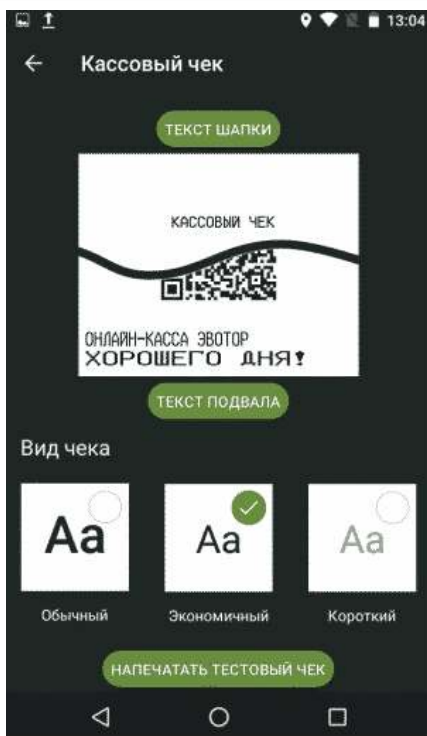 13:04
Кассовый чек
ТЕКСТ ШАПКИ
КАССОВЫЙ ЧЕК
ОНЛАЙН-КАССА ЭВОТОР
ХОРОШЕГО ДНЯ!
ТЕКСТ ПОДВАЛА
Вид чека
Aa Aa Aa
Обычный Экономичный Короткий
НАПЕЧАТАТЬ ТЕСТОВЫЙ ЧЕК